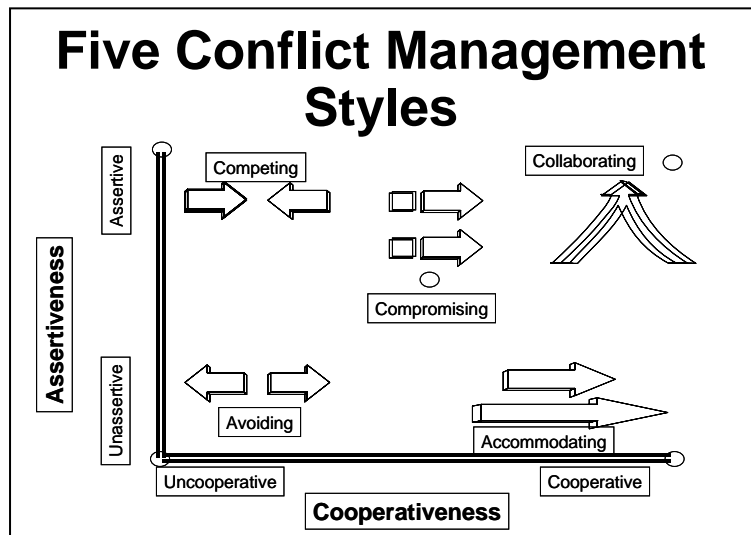 Five Conflict Management
Styles
Assertive
Competing
Collaborating
Compromising
Assertiveness
Unassertive
Avoiding
Accommodating
Uncooperative
Cooperative
Cooperativeness